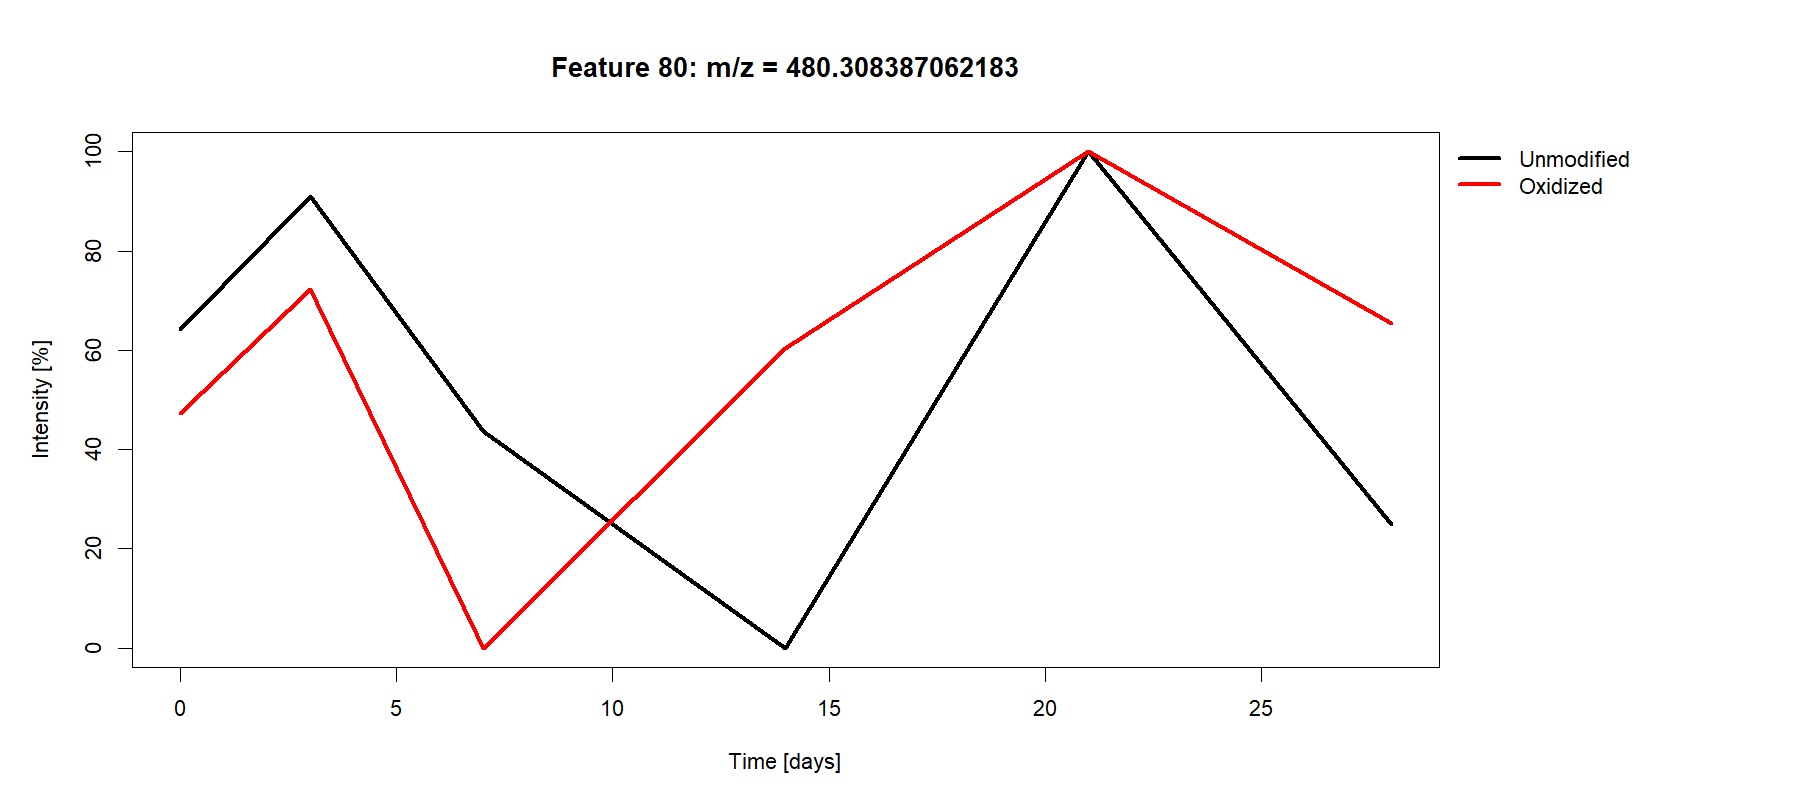 Feature 80: m/z = 480.308387062183
Unmodified
Oxidized
Intensity [%]
100
80
60
40
20
0
0 5 10 15 20 25
Time [days]